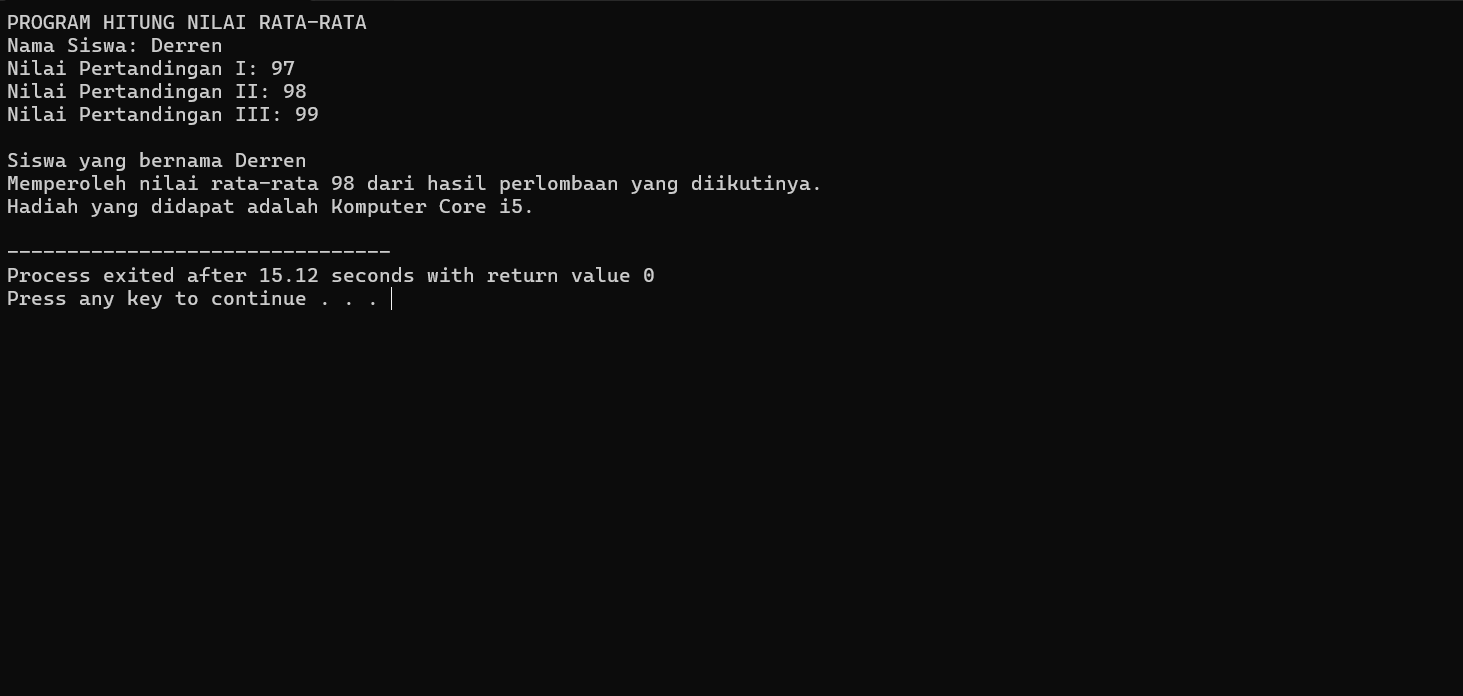 PROGRAM HITUNG NILAI RATA-RATA
Nama Siswa: Derren
Nilai Pertandingan I: 97
Nilai Pertandingan II: 98
Nilai Pertandingan III: 99
Siswa yang bernama Derren
Memperoleh nilai rata-rata 98 dari hasil perlombaan yang diikutinya.
Hadiah yang didapat adalah Komputer Core i5.
--------------------------------
Process exited after 15.12 seconds with return value 0
Press any key to continue . . .